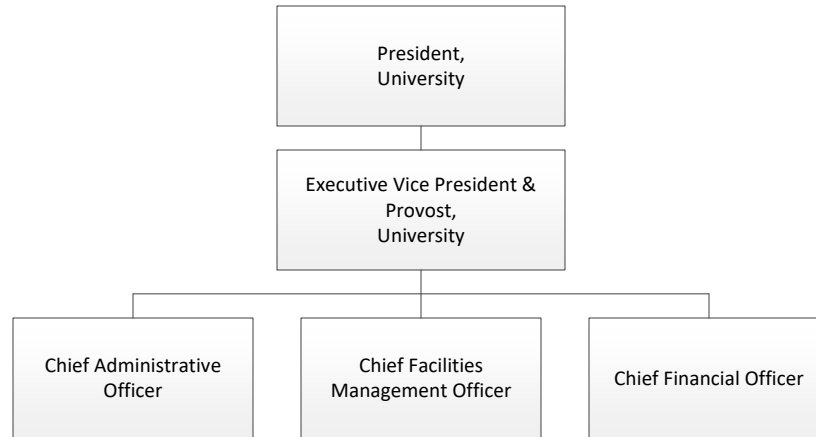 President,
University
Executive Vice President &
Provost,
University
Chief Administrative
Officer
Chief Facilities
Management Officer
Chief Financial Officer